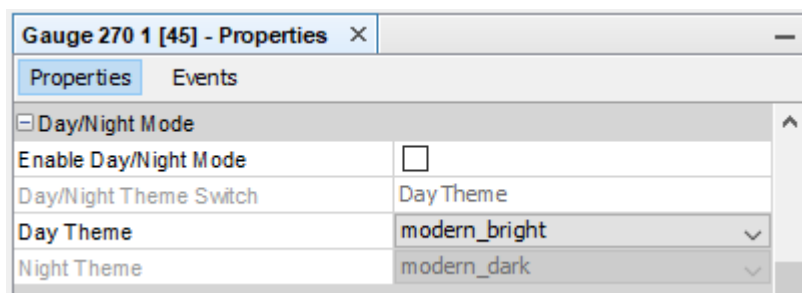 Gauge 270 1 [45] - Properties
Properties Events
Day/Night Mode
Enable Day/Night Mode
Day/Night Theme Switch Day Theme
Day Theme modern_bright
Night Theme modern_dark